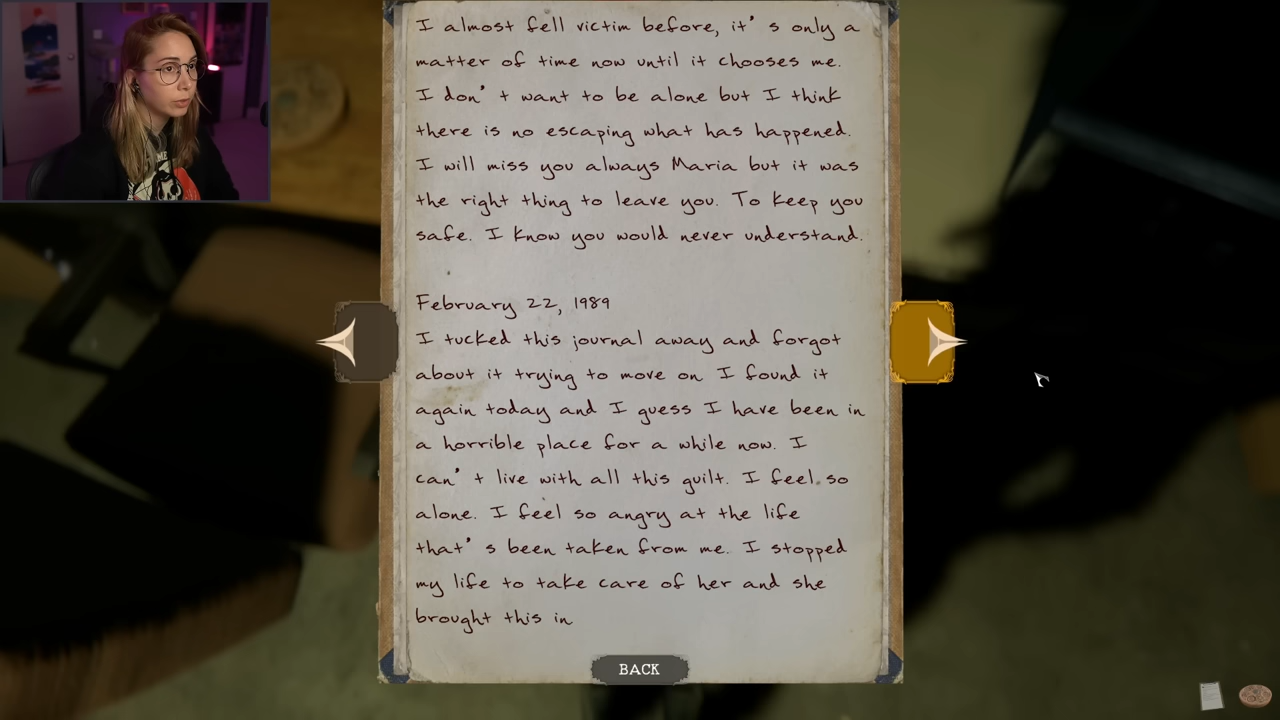 I almost fell victim before, it's only a
matter of time now until it chooses me.
I don't want to be alone but I think
there is no escaping what has happened.
I will miss you always Maria but it was
the right thing to leave you. To keep you
safe. I know you would never understand.
February 22, 1989
I tucked this journal away and forgot
about it trying to move on I found it
again today and I guess I have been in
a horrible place for a while now. I
can't live with all this guilt. I feel so
alone. I feel so angry at the life
that's been taken from me. I stopped
my life to take care of her and she
brought this in
BACK